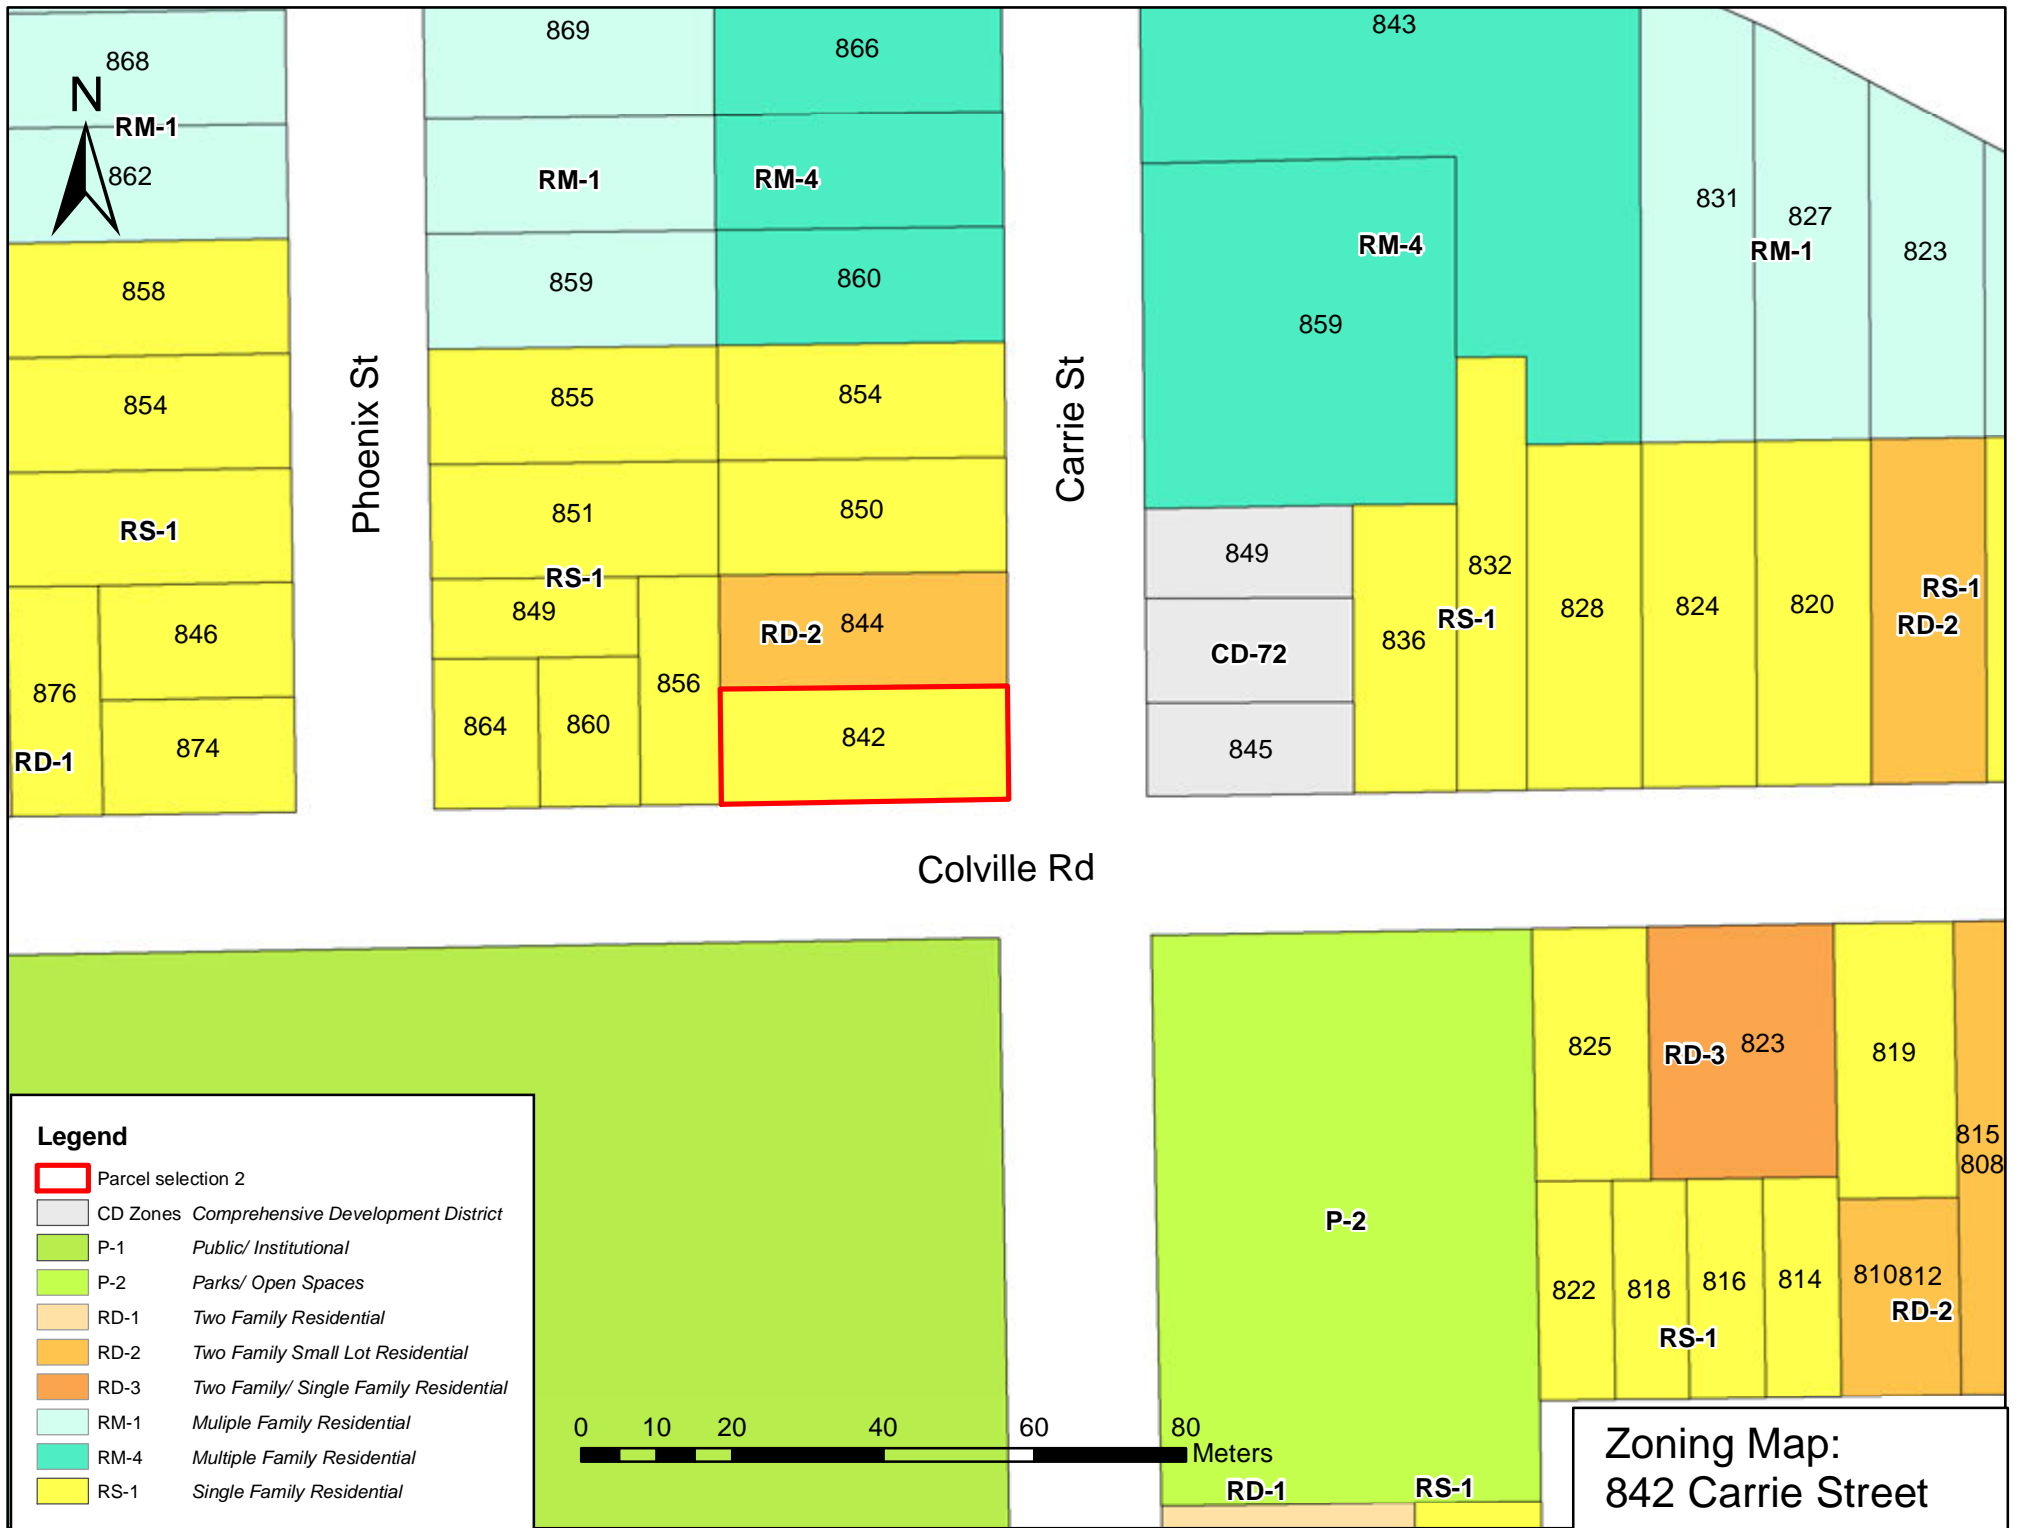 869
843
866
868
N
RM-1
862
RM-1
RM-4
831
827
RM-4
RM-1
823
859
860
858
859
Phoenix St
Carrie St
855
854
854
851
850
RS-1
849
832
RS-1
RS-1
849
RD-2 844
846
RS-1
836
828
824
820
RD-2
CD-72
876
856
864
860
842
874
845
RD-1
Colville Rd
825
RD-3 823
819
815
808
P-2
822
818
816
814
810 812
RD-2
RS-1
Legend
Parcel selection 2
CD Zones Comprehensive Development District
P-1 Public/ Institutional
P-2 Parks/ Open Spaces
RD-1 Two Family Residential
RD-2 Two Family Small Lot Residential
RD-3 Two Family/ Single Family Residential
RM-1 Muliple Family Residential
RM-4 Multiple Family Residential
RS-1 Single Family Residential
0 10 20 40 60 80
Meters
RD-1
RS-1
Zoning Map:
842 Carrie Street